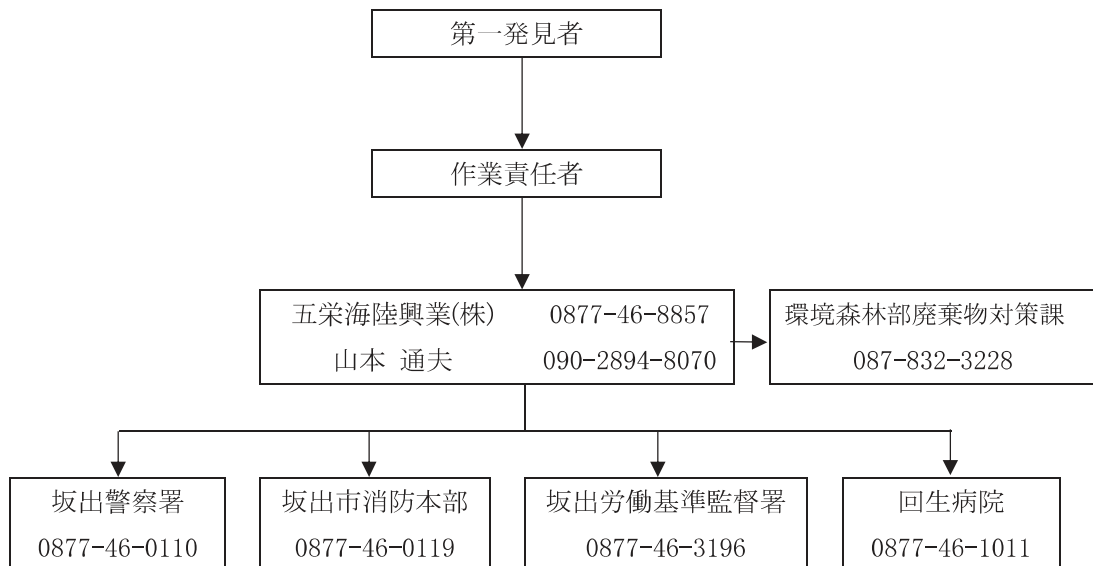 第一発見者
作業責任者
五栄海陸興業(株) 0877-46-8857
山本 通夫 090-2894-8070
環境森林部廃棄物対策課
087-832-3228
坂出警察署
0877-46-0110
坂出市消防本部
0877-46-0119
坂出労働基準監督署
0877-46-3196
回生病院
0877-46-1011